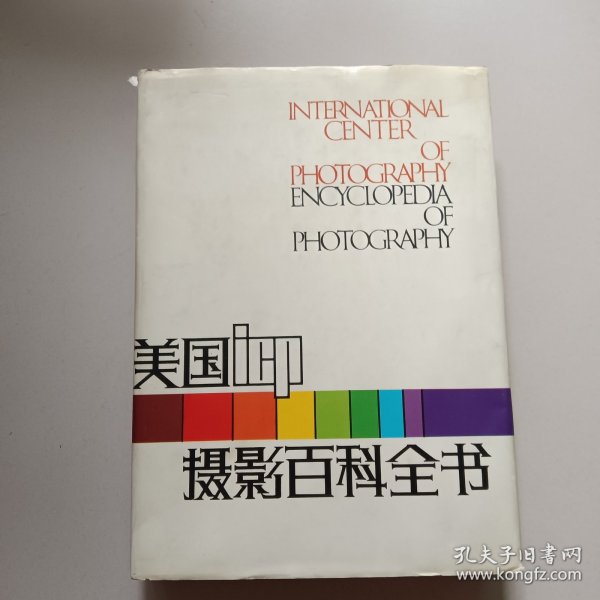 INTERNATIONAL
CENTER
OF
PHOTOGRAPHY
ENCYCLOPEDIA
OF
PHOTOGRAPHY
美国icp
摄影百科全书
孔夫子旧书网
www.kongfz.com